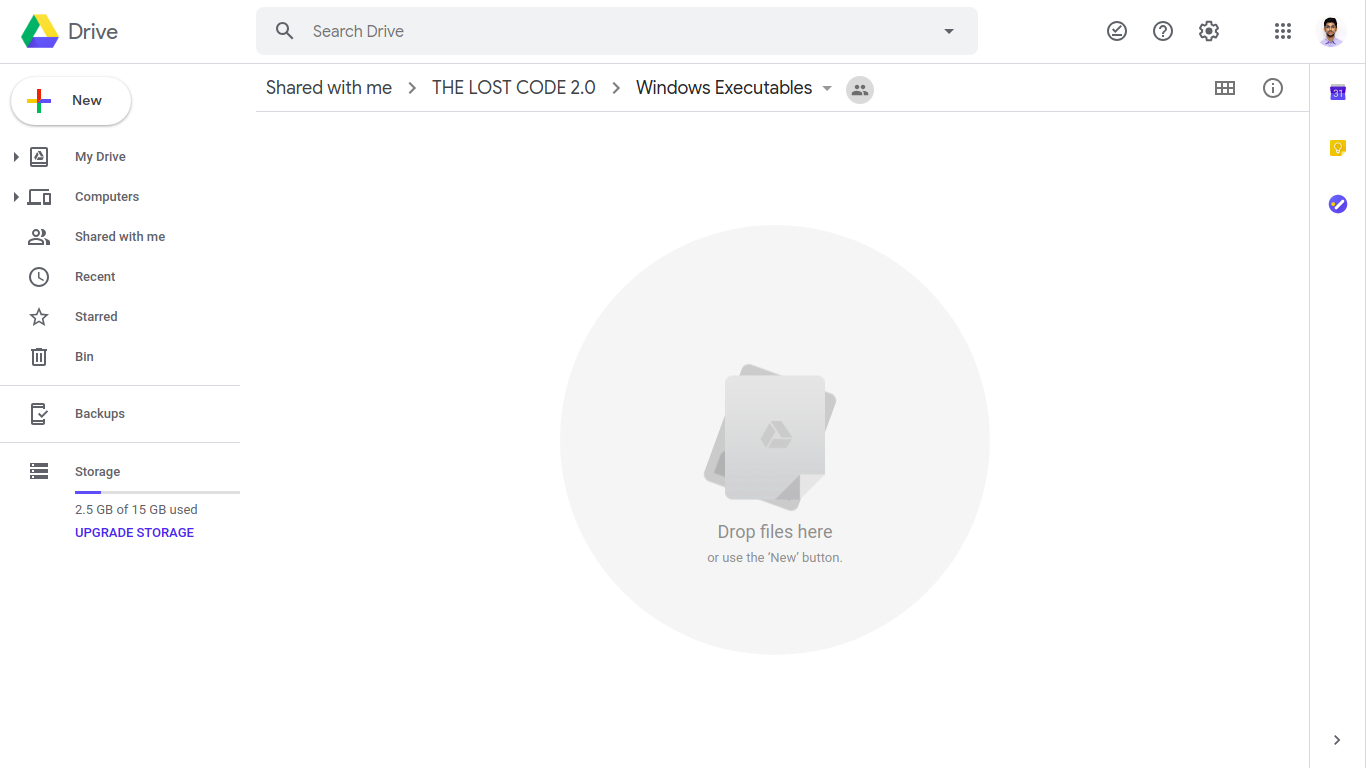 Drive
Search Drive
New
Shared with me
THE LOST CODE 2.0
Windows Executables
My Drive
Computers
Shared with me
Recent
Starred
Bin
Backups
Storage
2.5 GB of 15 GB used
UPGRADE STORAGE
Drop files here
or use the ‘New’ button.
31